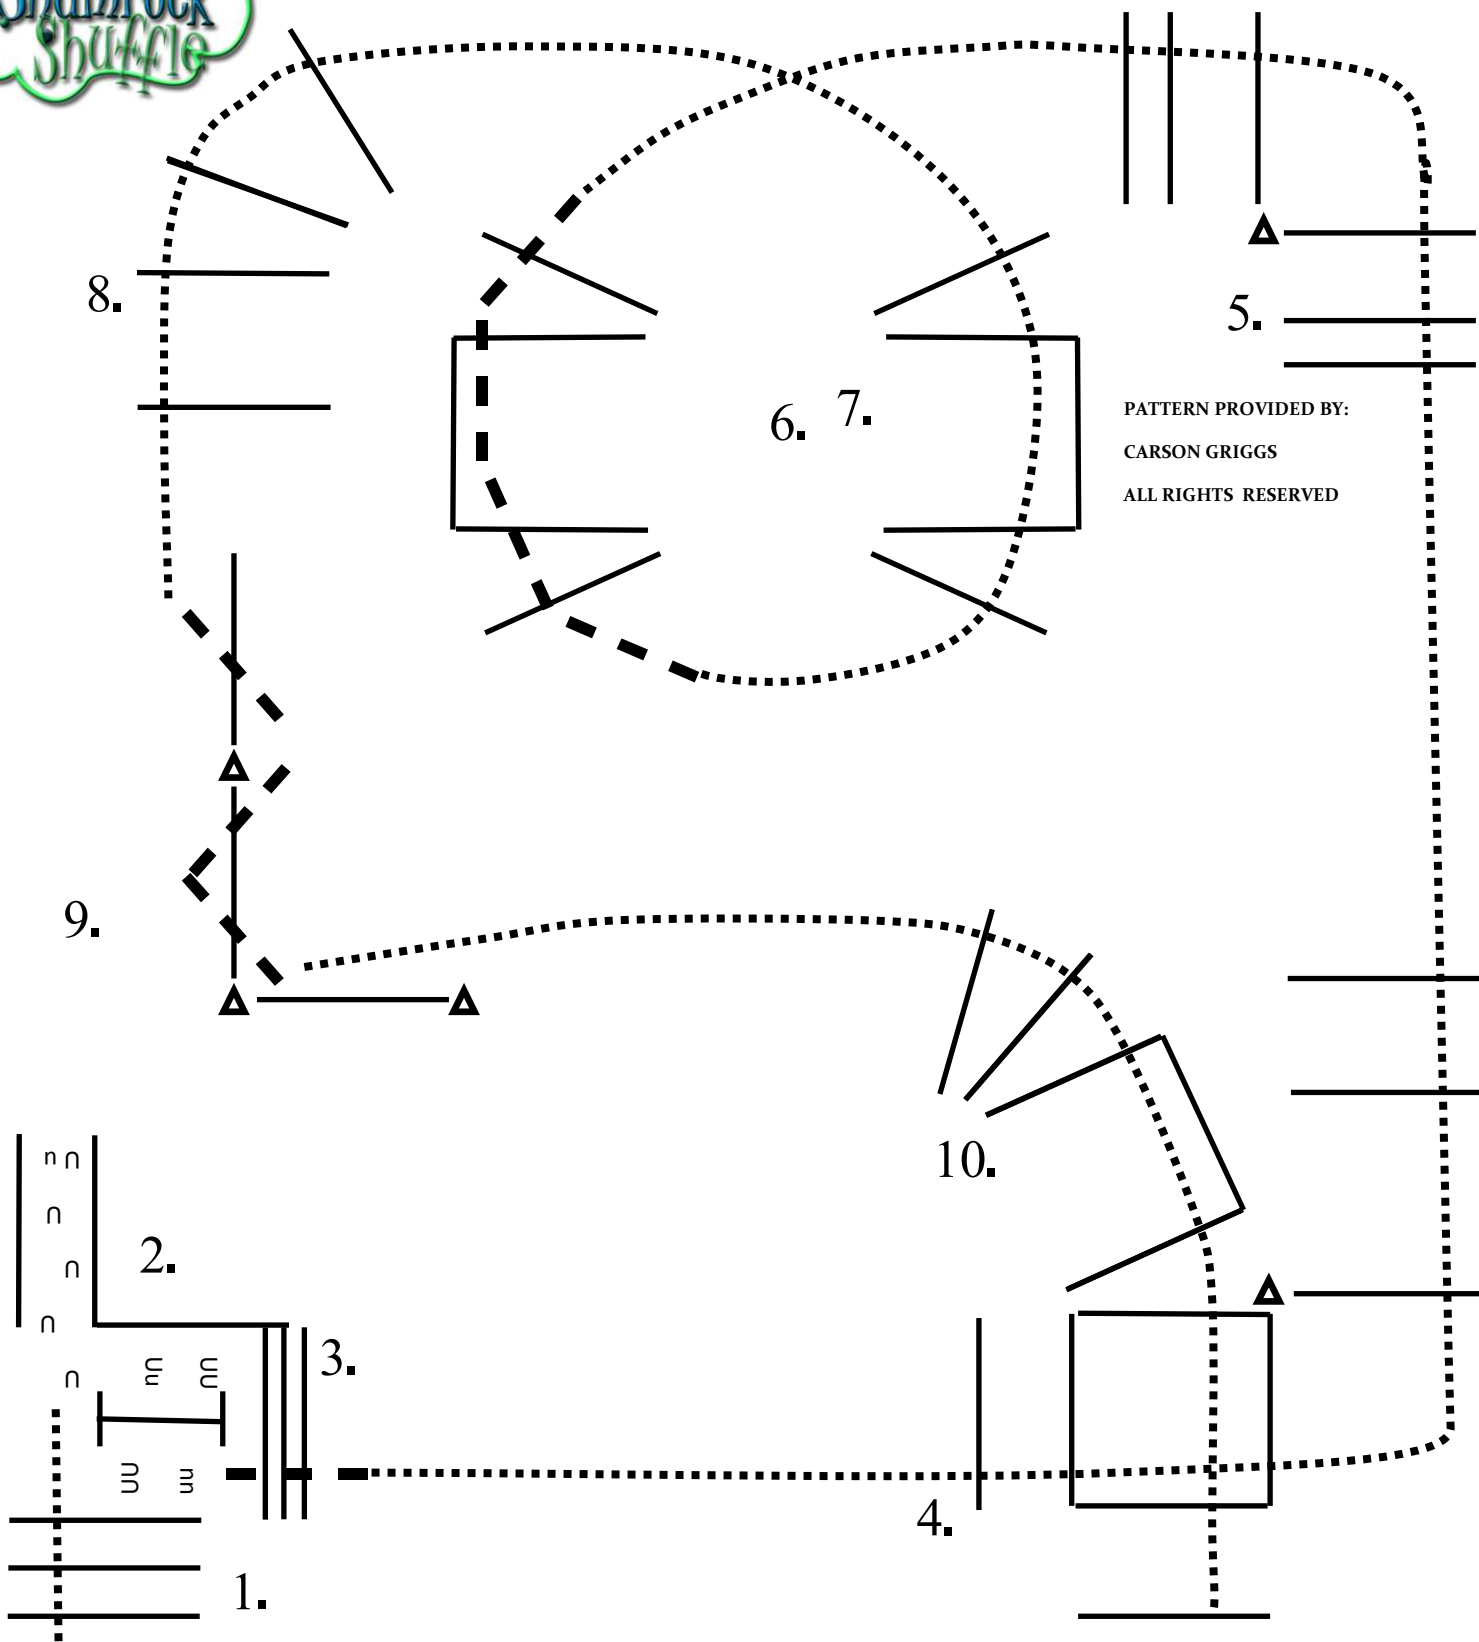 Shamrock
Shuffle
8.
5.
6. 7.
PATTERN PROVIDED BY:
CARSON GRIGGS
ALL RIGHTS RESERVED
9.
10.
2.
3.
4.
1.